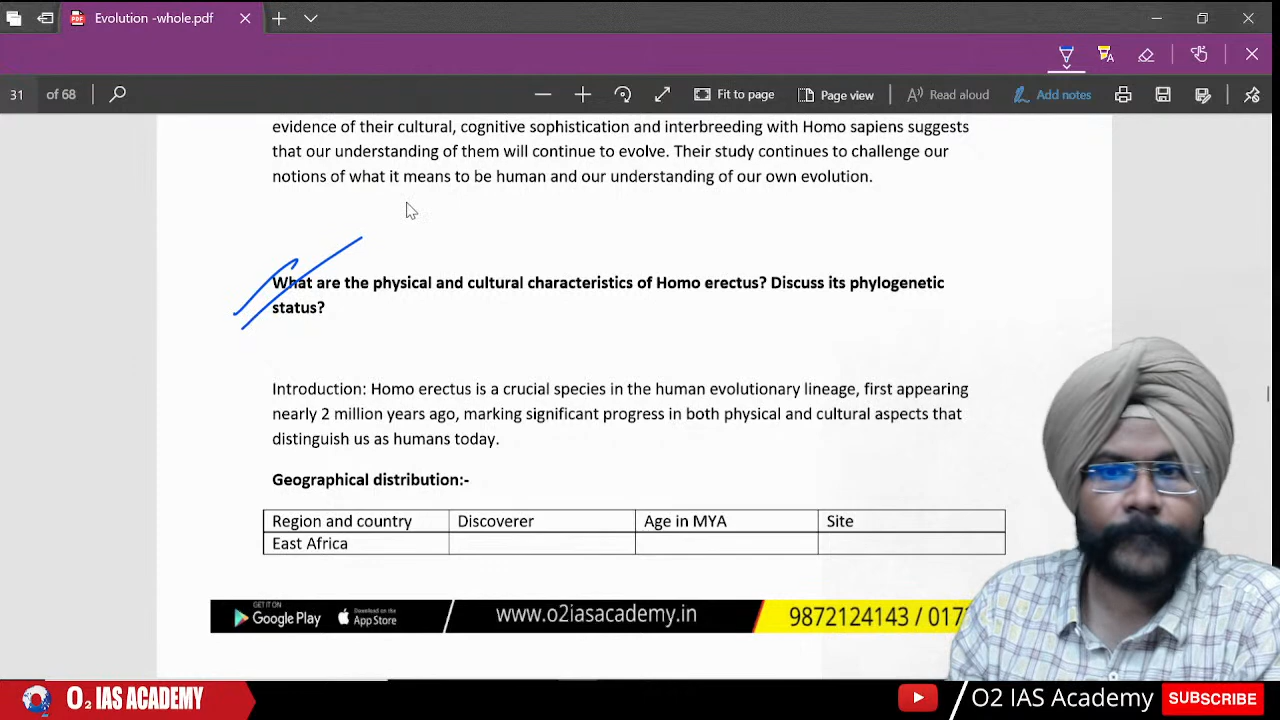 Evolution -whole.pdf
31 of 68
Fit to page
Page view
Read aloud
Add notes
evidence of their cultural, cognitive sophistication and interbreeding with Homo sapiens suggests
that our understanding of them will continue to evolve. Their study continues to challenge our
notions of what it means to be human and our understanding of our own evolution.
What are the physical and cultural characteristics of Homo erectus? Discuss its phylogenetic
status?
Introduction: Homo erectus is a crucial species in the human evolutionary lineage, first appearing
nearly 2 million years ago, marking significant progress in both physical and cultural aspects that
distinguish us as humans today.
Geographical distribution:-
Region and country Discoverer Age in MYA Site
East Africa
GET IT ON
Google Play
Download on the
App Store
www.o2iasacademy.in
9872124143 / 017
O2 IAS ACADEMY
O2 IAS Academy
SUBSCRIBE